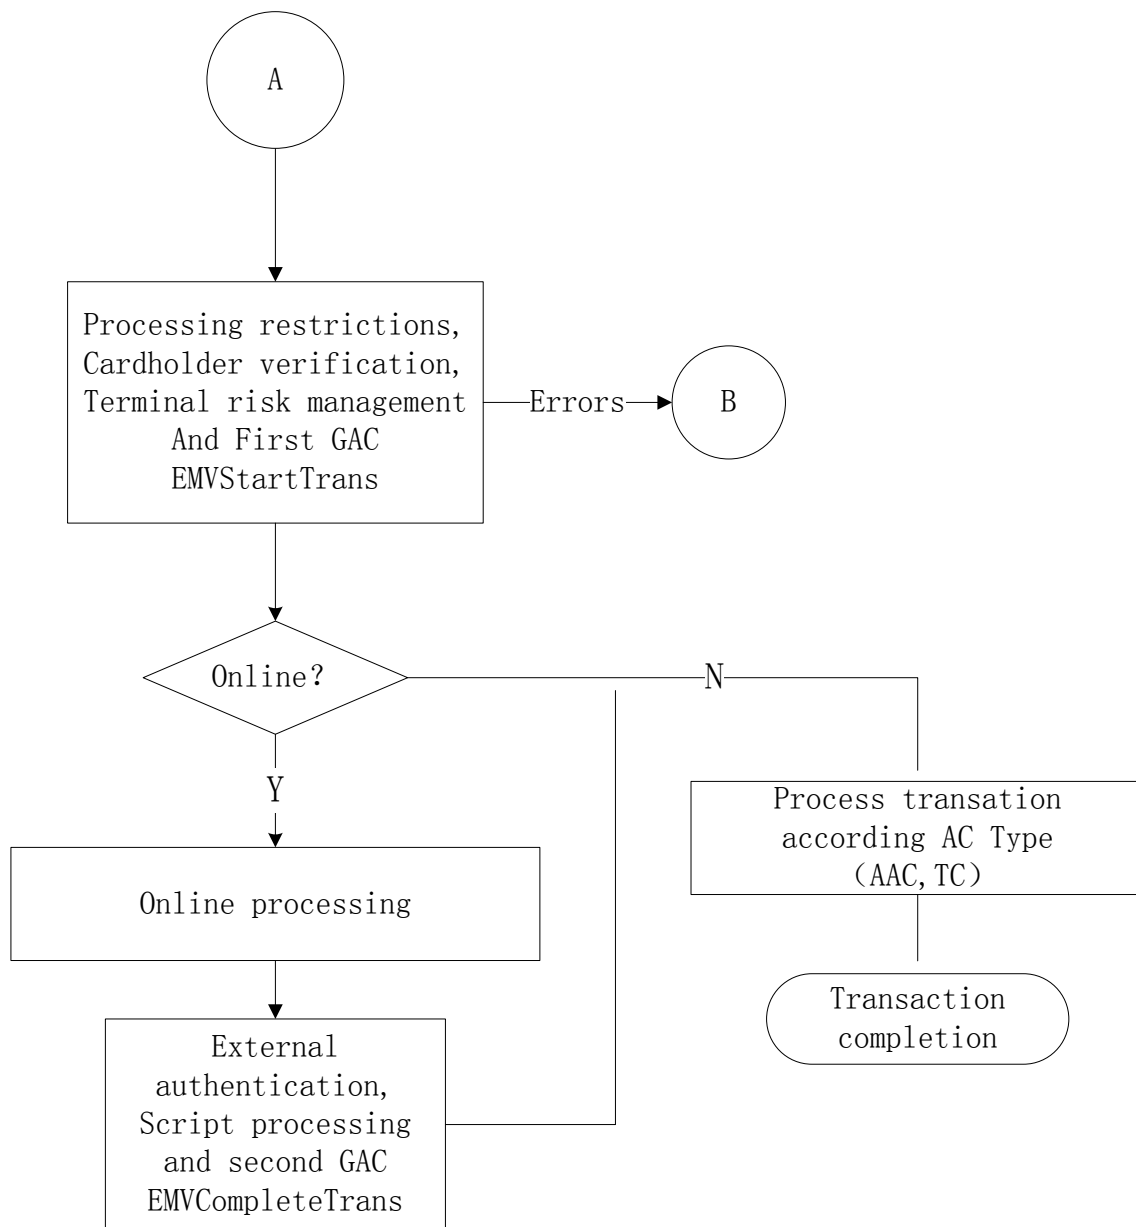 A
Processing restrictions,
Cardholder verification,
Terminal risk management
And First GAC
EMVStartTrans
Errors
B
Online?
N
Y
Process transation
according AC Type
（AAC,TC）
Online processing
Transaction
completion
External
authentication,
Script processing
and second GAC
EMVCompleteTrans